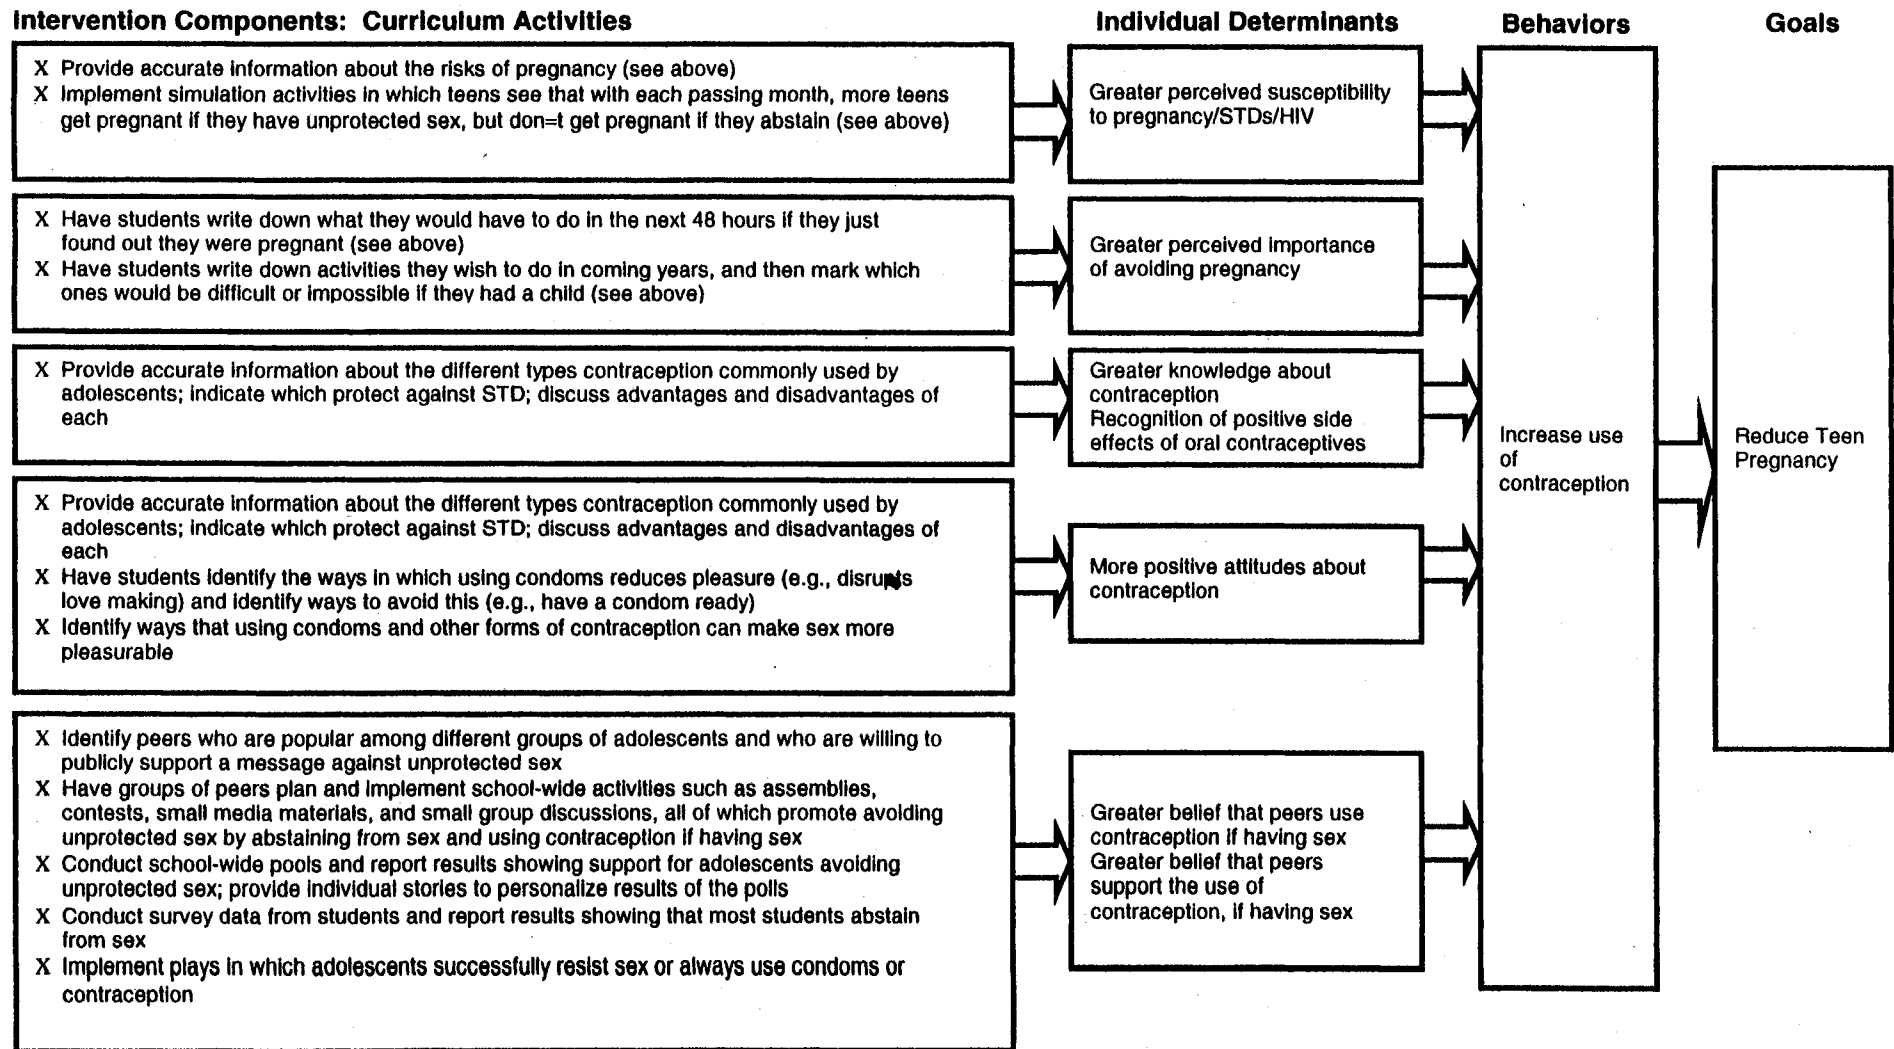 Intervention Components: Curriculum Activities
Individual Determinants
Behaviors
Goals
X Provide accurate information about the risks of pregnancy (see above)
X Implement simulation activities in which teens see that with each passing month, more teens
get pregnant if they have unprotected sex, but don=t get pregnant if they abstain (see above)
Greater perceived susceptibility
to pregnancy/STDs/HIV
X Have students write down what they would have to do in the next 48 hours if they just
found out they were pregnant (see above)
X Have students write down activities they wish to do in coming years, and then mark which
ones would be difficult or impossible if they had a child (see above)
Greater perceived importance
of avoiding pregnancy
X Provide accurate information about the different types contraception commonly used by
adolescents; indicate which protect against STD; discuss advantages and disadvantages of
each
Greater knowledge about
contraception
Recognition of positive side
effects of oral contraceptives
X Provide accurate information about the different types contraception commonly used by
adolescents; indicate which protect against STD; discuss advantages and disadvantages of
each
X Have students identify the ways in which using condoms reduces pleasure (e.g., disrupts
love making) and identify ways to avoid this (e.g., have a condom ready)
X Identify ways that using condoms and other forms of contraception can make sex more
pleasurable
More positive attitudes about
contraception
X Identify peers who are popular among different groups of adolescents and who are willing to
publicly support a message against unprotected sex
X Have groups of peers plan and implement school-wide activities such as assemblies,
contests, small media materials, and small group discussions, all of which promote avoiding
unprotected sex by abstaining from sex and using contraception if having sex
X Conduct school-wide pools and report results showing support for adolescents avoiding
unprotected sex; provide individual stories to personalize results of the polls
X Conduct survey data from students and report results showing that most students abstain
from sex
X Implement plays in which adolescents successfully resist sex or always use condoms or
contraception
Greater belief that peers use
contraception if having sex
Greater belief that peers
support the use of
contraception, if having sex
Increase use
of
contraception
Reduce Teen
Pregnancy